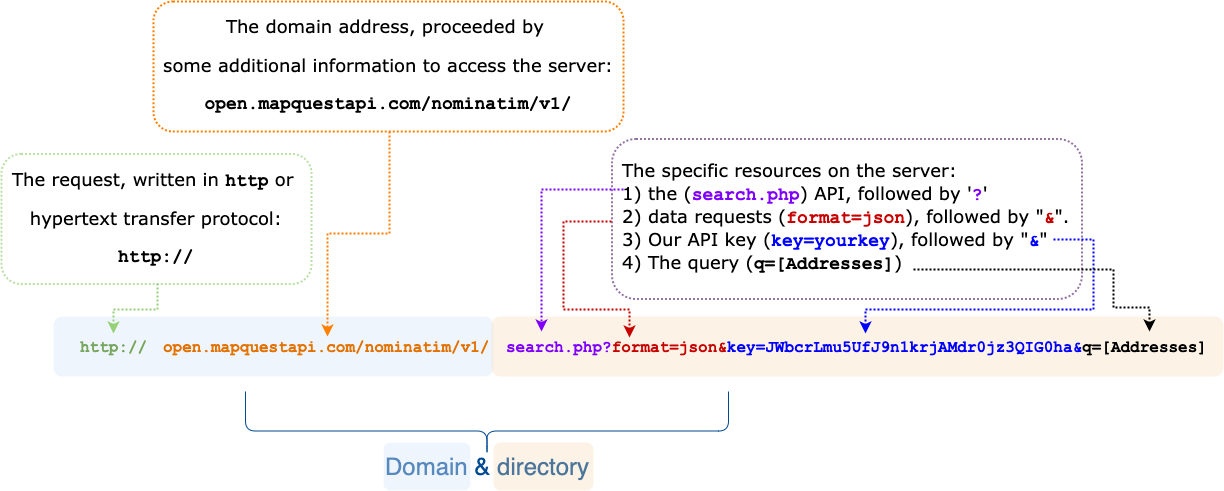 The domain address, proceeded by
some additional information to access the server:
open.mapquestapi.com/nominatim/v1/
The request, written in http or
hypertext transfer protocol:
http://
The specific resources on the server:
1) the (search.php) API, followed by '?'
2) data requests (format=json), followed by "&".
3) Our API key (key=yourkey), followed by "&"
4) The query (q=[Addresses])
http:// open.mapquestapi.com/nominatim/v1/ search.php?format=json&key=JWbcrLmu5UfJ9n1krjAMdr0jz3QIG0ha&q=[Addresses]
Domain & directory